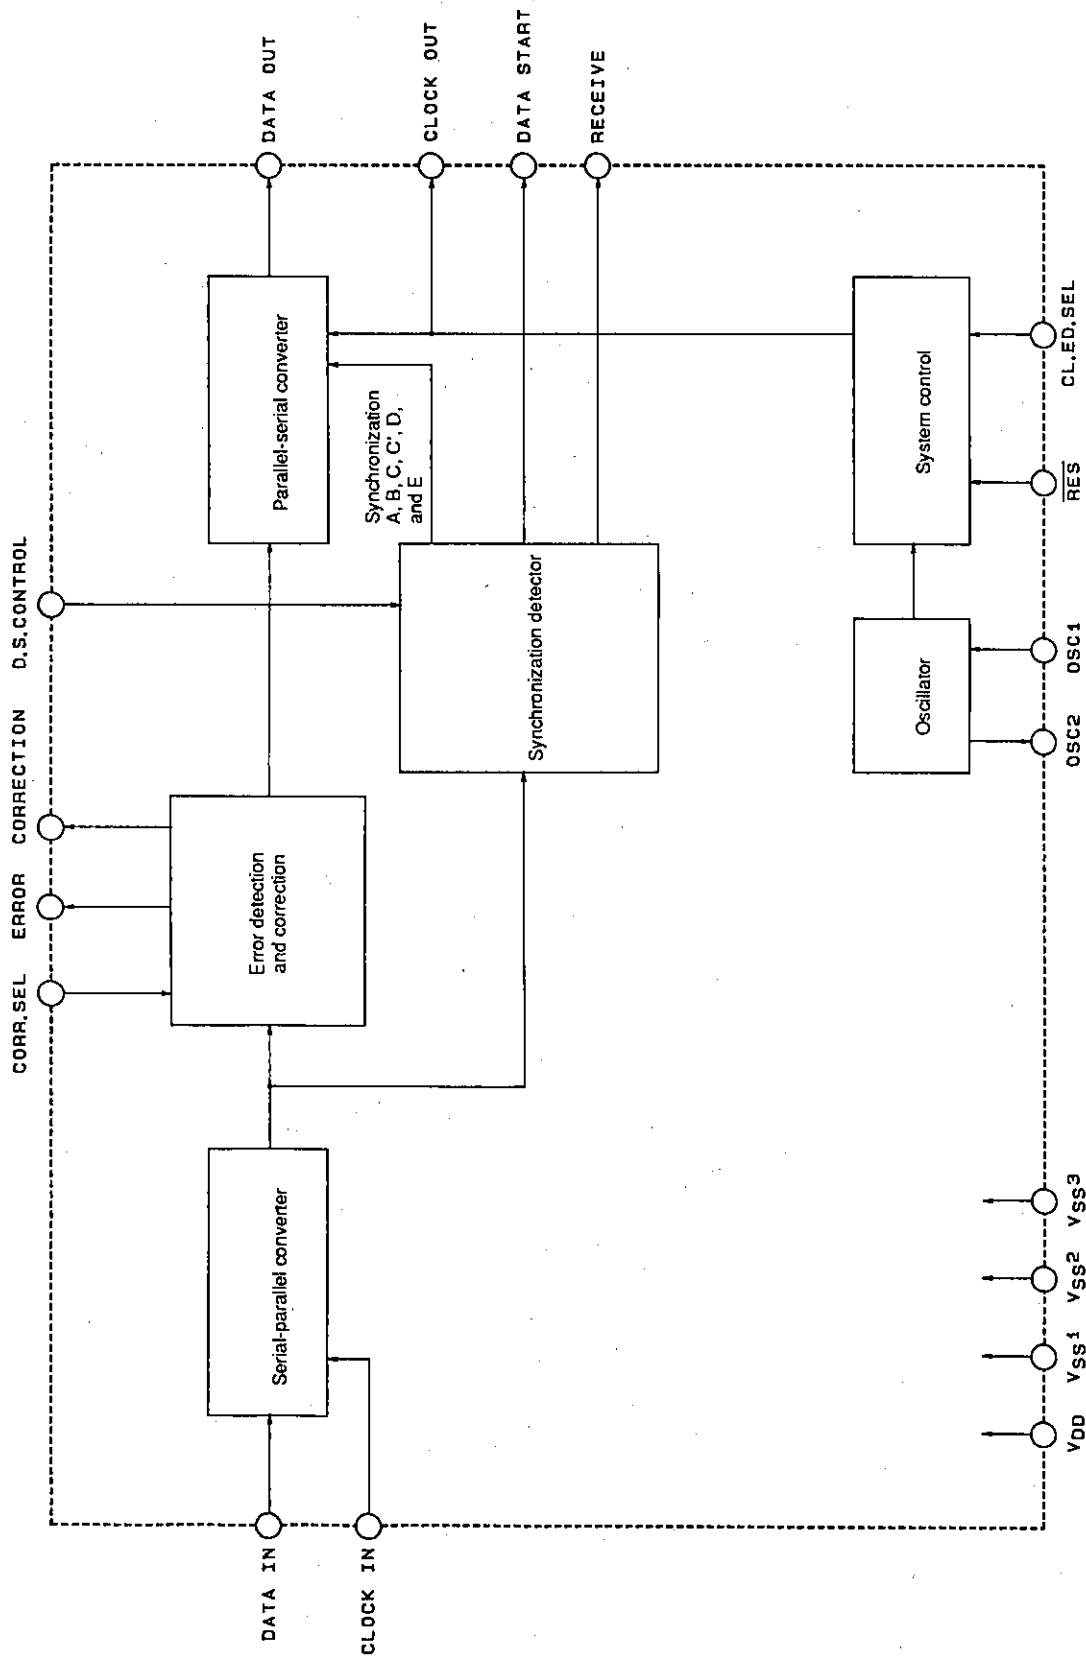 CORR.SEL
ERROR
CORRECTION
D.S.CONTROL
DATA IN
CLOCK IN
Serial-parallel converter
Error detection
and correction
Parallel-serial converter
Synchronization
A, B, C, C', D,
and E
Synchronization detector
Oscillator
System control
DATA OUT
CLOCK OUT
DATA START
RECEIVE
VDD
VSS1
VSS2
VSS3
OSC2
OSC1
RES
CL.ED.SEL